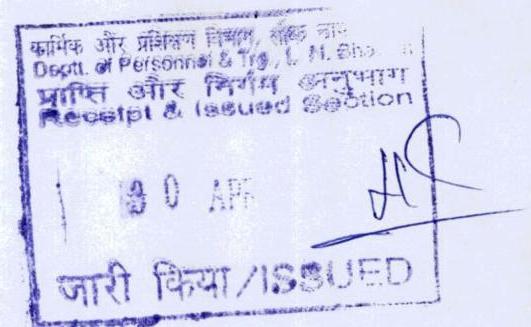 कार्मिक और प्रशिक्षण विभाग,
Deptt. of Personnel & Trg., L. N.
प्राप्ति और निर्गम अनुभाग
Receipt & Issued Section
30 APR
जारी किया/ISSUED